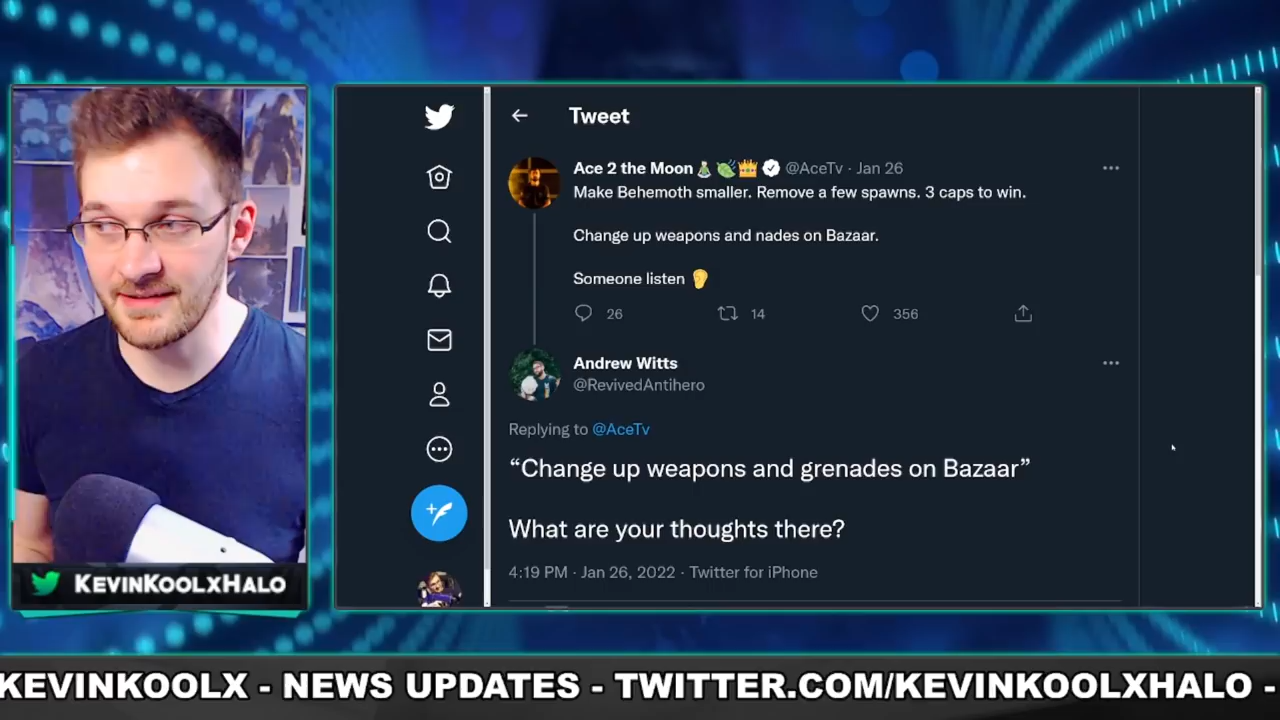 Tweet
Ace 2 the Moon @AceTv · Jan 26
Make Behemoth smaller. Remove a few spawns. 3 caps to win.
Change up weapons and nades on Bazaar.
Someone listen 👂
26 14 356
Andrew Witts
@RevivedAntihero
Replying to @AceTv
“Change up weapons and grenades on Bazaar”
What are your thoughts there?
4:19 PM · Jan 26, 2022 · Twitter for iPhone
KEVINKOOLXHALO
KEVINKOOLX - NEWS UPDATES - TWITTER.COM/KEVINKOOLXHALO -